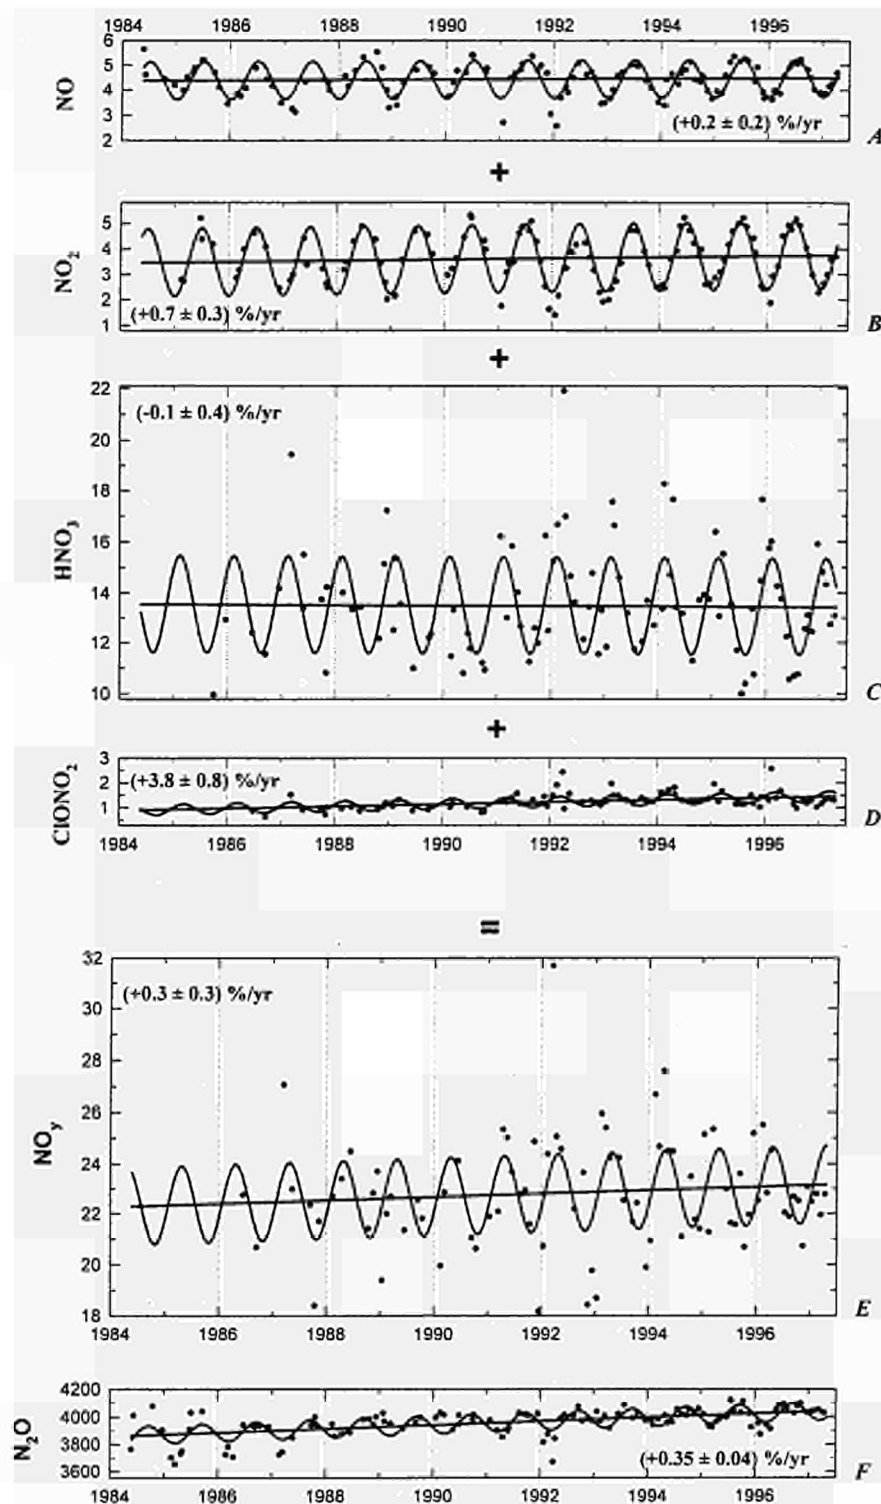 1984 1986 1988 1990 1992 1994 1996
6
5
4
3
2
NO
(+0.2 ± 0.2) %/yr
A
+
5
4
3
2
1
NO2
(+0.7 ± 0.3) %/yr
B
+
22
20
18
16
14
12
10
HNO3
(-0.1 ± 0.4) %/yr
C
+
3
2
1
ClONO2
(+3.8 ± 0.8) %/yr
D
1984 1986 1988 1990 1992 1994 1996
=
32
30
28
26
24
22
20
18
NOy
(+0.3 ± 0.3) %/yr
E
1984 1986 1988 1990 1992 1994 1996
4200
4000
3800
3600
N2O
(+0.35 ± 0.04) %/yr
F
1984 1986 1988 1990 1992 1994 1996